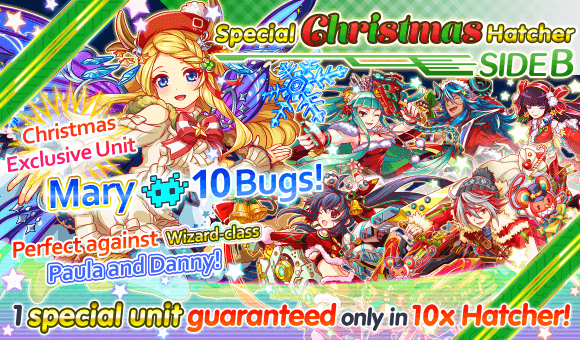 Special Christmas Hatcher
SIDE B
Christmas
Exclusive Unit
Mary 10 Bugs!
Perfect against Wizard-class
Paula and Danny!
1 special unit guaranteed only in 10x Hatcher!